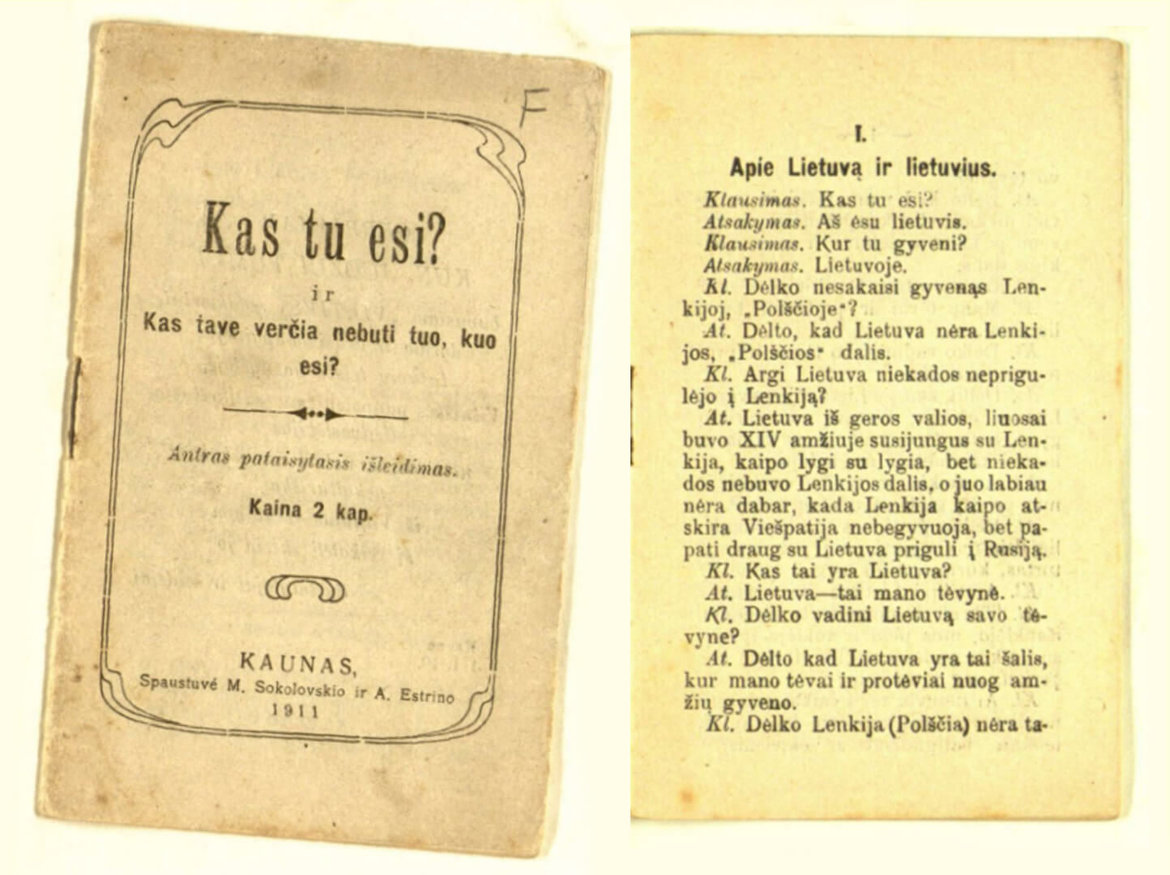 F
Kas tu esi?
ir
Kas tave verčia nebuti tuo, kuo
esi?
Antras pataisytasis išleidimas.
Kaina 2 kap.
KAUNAS,
Spaustuvé M. Sokolovskio ir A. Estrino
1911
I.
Apie Lietuvą ir lietuvius.
Klausimas. Kas tu esi?
Atsakymas. Aš ėsu lietuvis.
Klausimas. Kur tu gyveni?
Atsakymas. Lietuvoje.
Kl. Dėlko nesakaisi gyvenąs Len-
kijoj, „Polščioje“?
At. Dėlto, kad Lietuva nėra Lenki-
jos, „Polščios“ dalis.
Kl. Argi Lietuva niekados neprigu-
lėjo į Lenkiją?
At. Lietuva iš geros valios, liuosai
buvo XIV amžiuje susijungus su Len-
kija, kaipo lygi su lygia, bet nieka-
dos nebuvo Lenkijos dalis, o juo labiau
nėra dabar, kada Lenkija kaipo at-
skira Viešpatija nebegyvuoja, bet pa-
pati draug su Lietuva priguli į Rusiją.
Kl. Kas tai yra Lietuva?
At. Lietuva—tai mano tėvynė.
Kl. Dėlko vadini Lietuvą savo tė-
vyne?
At. Dėlto kad Lietuva yra tai šalis,
kur mano tėvai ir protėviai nuog am-
žių gyveno.
Kl. Dėlko Lenkija (Polščia) nėra ta-